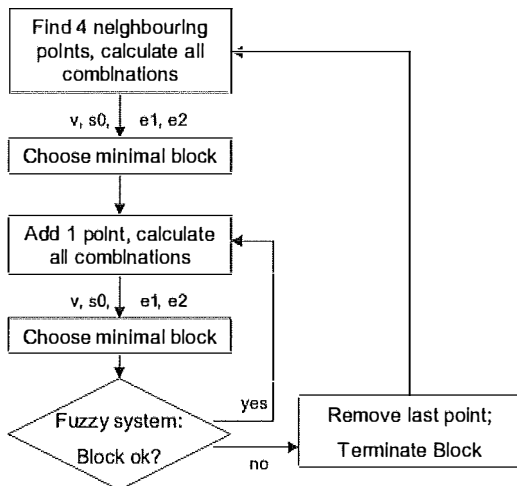 Find 4 neighbouring
points, calculate all
combinations
v, s0, e1, e2
Choose minimal block
Add 1 point, calculate
all combinations
v, s0, e1, e2
Choose minimal block
Fuzzy system:
Block ok?
yes
no
Remove last point;
Terminate Block